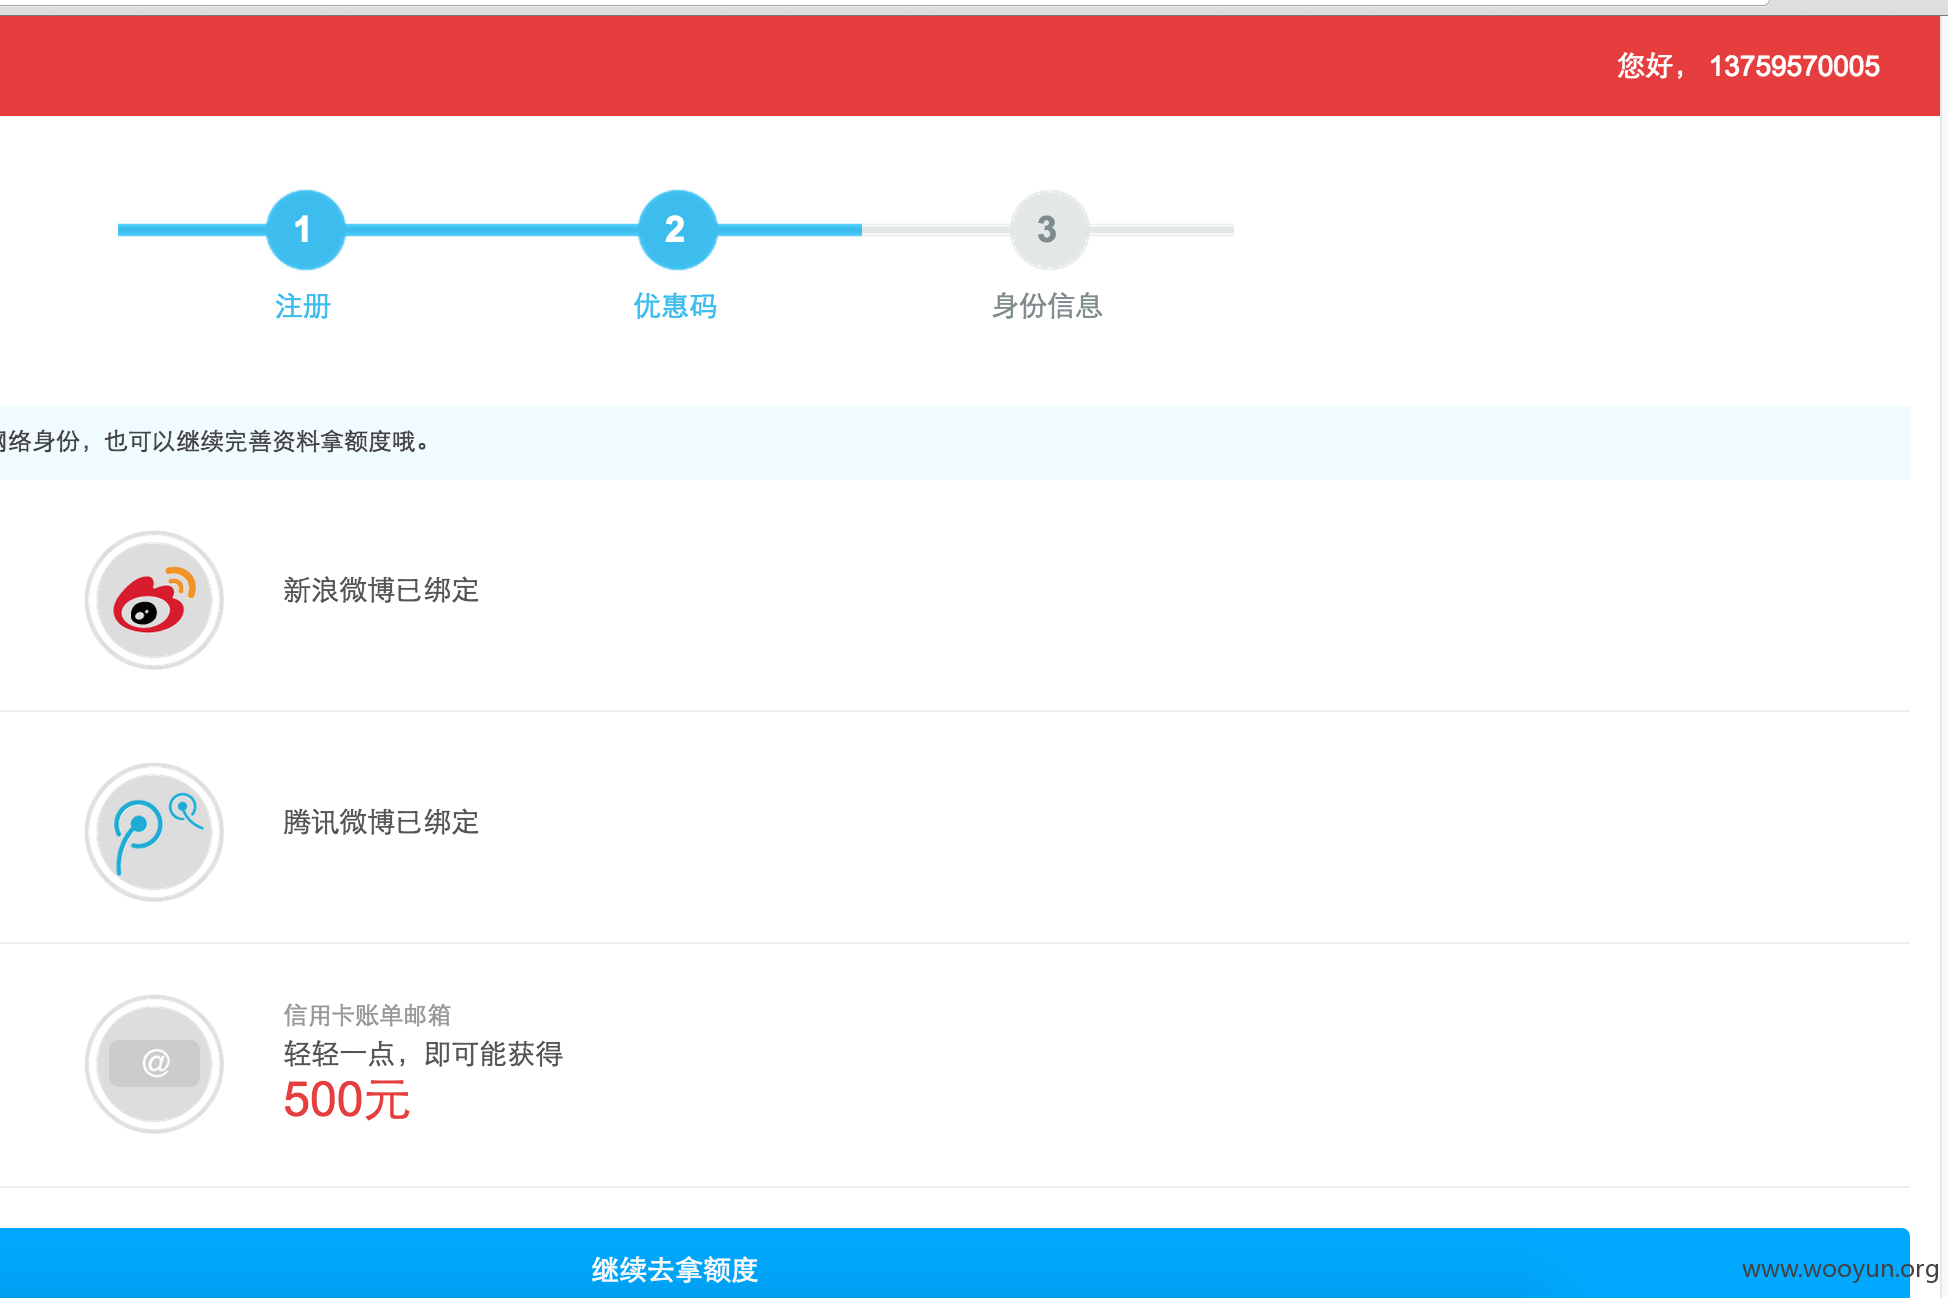 您好， 13759570005
1
2
3
注册
优惠码
身份信息
络身份，也可以继续完善资料拿额度哦。
新浪微博已绑定
腾讯微博已绑定
@
信用卡账单邮箱
轻轻一点，即可能获得
500元
继续去拿额度
www.wooyun.org